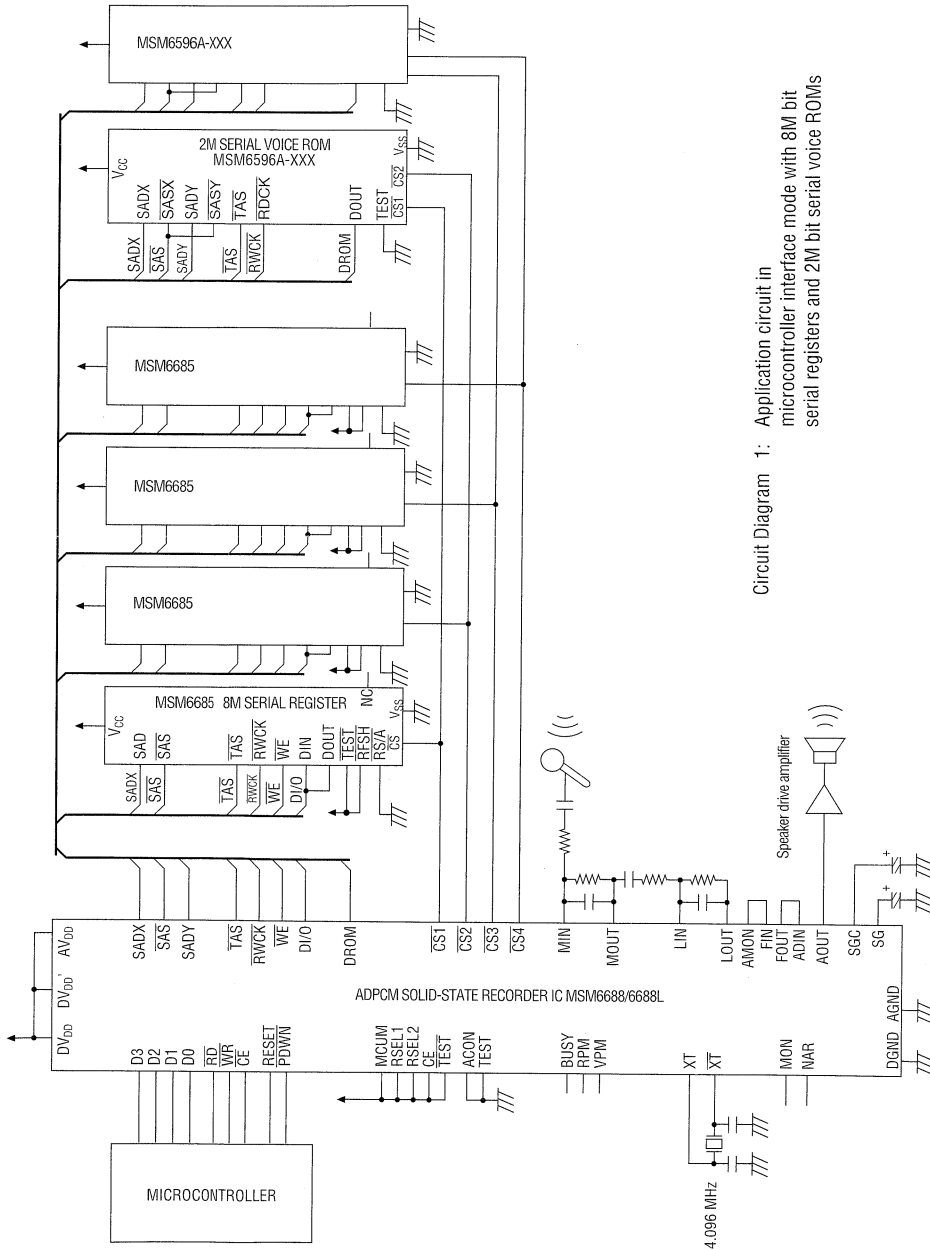 MSM6596A-XXX
2M SERIAL VOICE ROM
MSM6596A-XXX
VCC
SADX
SASX
SADY
SASY
TAS
RDCK
DOUT
TEST
CS1
CS2
VSS
SADX
SAS
SADY
TAS
RWCK
DROM
MSM6685
MSM6685
MSM6685
MSM6685 8M SERIAL REGISTER
VCC
SAD
SAS
TAS
RWCK
WE
DIN
DOUT
TEST
RFSH
RS/A
CS
NC
VSS
SADX
SAS
TAS
RWCK
WE
DI/O
ADPCM SOLID-STATE RECORDER IC MSM6688/6688L
DVDD
DVDD'
AVDD
SADX
SAS
SADY
TAS
RWCK
WE
DI/O
DROM
CS1
CS2
CS3
CS4
MIN
MOUT
LIN
LOUT
AMON
FIN
FOUT
ADIN
AOUT
SGC
SG
D3
D2
D1
D0
RD
WR
CE
RESET
PDWN
MCUM
RSEL1
RSEL2
CE
TEST
ACON
TEST
BUSY
RPM
VPM
XT
XT
MON
NAR
DGND
AGND
MICROCONTROLLER
4.096 MHz
+
+
Speaker drive amplifier
Circuit Diagram 1: Application circuit in
microcontroller interface mode with 8M bit
serial registers and 2M bit serial voice ROMs